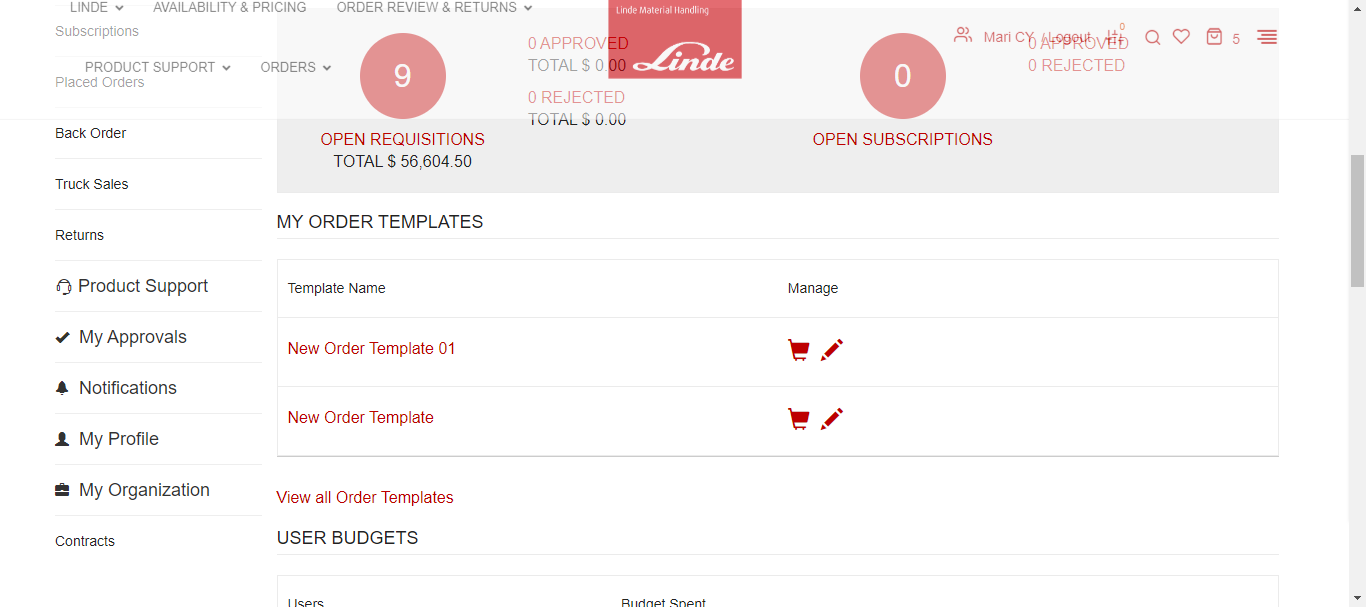 LINDE
AVAILABILITY & PRICING
ORDER REVIEW & RETURNS
Linde Material Handling
Linde
Mari CY / Logout
0
5
PRODUCT SUPPORT
ORDERS
Subscriptions
Placed Orders
Back Order
Truck Sales
Returns
Product Support
My Approvals
Notifications
My Profile
My Organization
Contracts
9
OPEN REQUISITIONS
TOTAL $ 56,604.50
0 APPROVED
TOTAL $ 0.00
0 REJECTED
TOTAL $ 0.00
0
OPEN SUBSCRIPTIONS
0 APPROVED
0 REJECTED
MY ORDER TEMPLATES
Template Name Manage
New Order Template 01
New Order Template
View all Order Templates
USER BUDGETS
Users Budget Spent